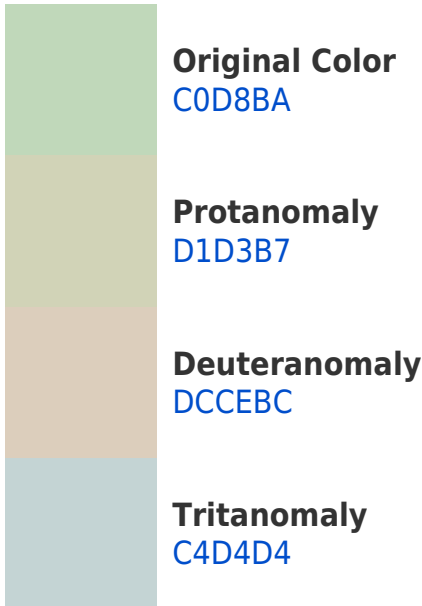 Original Color
C0D8BA
Protanomaly
D1D3B7
Deuteranomaly
DCCEBC
Tritanomaly
C4D4D4